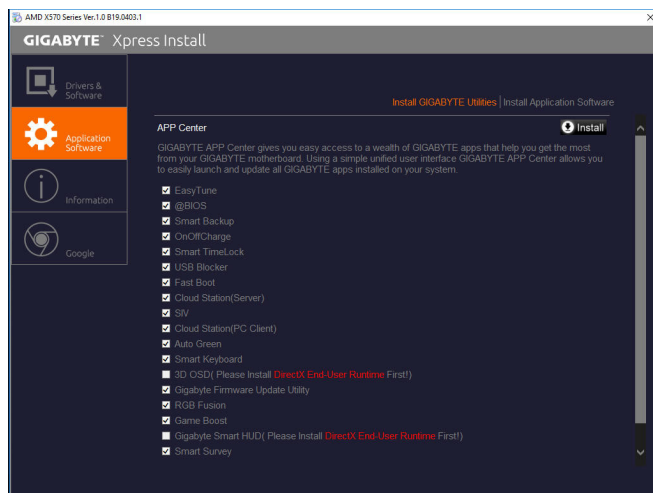 AMD X570 Series Ver.1.0 B19.0403.1
GIGABYTE™ Xpress Install
Drivers &
Software
Application
Software
Information
Google
Install GIGABYTE Utilities | Install Application Software
APP Center
Install
GIGABYTE APP Center gives you easy access to a wealth of GIGABYTE apps that help you get the most
from your GIGABYTE motherboard. Using a simple unified user interface GIGABYTE APP Center allows you
to easily launch and update all GIGABYTE apps installed on your system.
EasyTune
@BIOS
Smart Backup
OnOffCharge
Smart TimeLock
USB Blocker
Fast Boot
Cloud Station(Server)
SIV
Cloud Station(PC Client)
Auto Green
Smart Keyboard
3D OSD( Please Install DirectX End-User Runtime First!)
Gigabyte Firmware Update Utility
RGB Fusion
Game Boost
Gigabyte Smart HUD( Please Install DirectX End-User Runtime First!)
Smart Survey